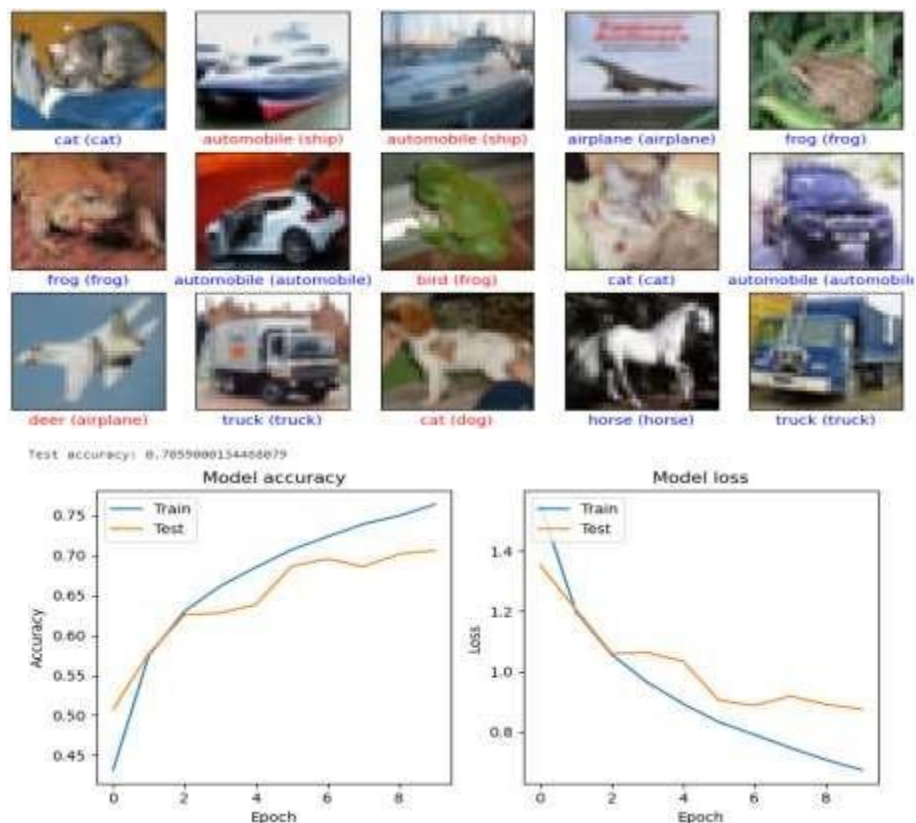 cat (cat) automobile (ship) automobile (ship) airplane (airplane) frog (frog)
frog (frog) automobile (automobile) bird (frog) cat (cat) automobile (automobile
deer (airplane) truck (truck) cat (dog) horse (horse) truck (truck)
Test accuracy:
Model accuracy
Train
Test
0.75
0.70
0.65
0.60
0.55
0.50
0.45
Accuracy
0 2 4 6 8
Epoch
Model loss
Train
Test
1.4
1.2
1.0
0.8
Loss
0 2 4 6 8
Epoch